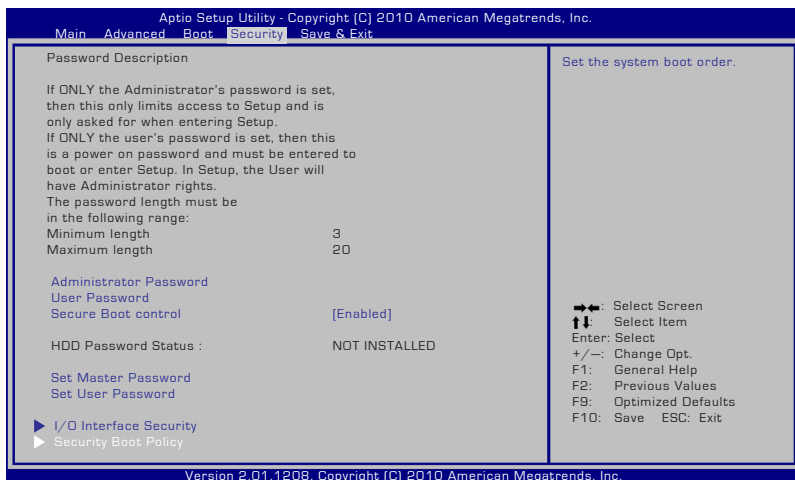 Aptio Setup Utility - Copyright (C) 2010 American Megatrends, Inc.
Main Advanced Boot Security Save & Exit
Password Description
If ONLY the Administrator's password is set,
then this only limits access to Setup and is
only asked for when entering Setup.
If ONLY the user's password is set, then this
is a power on password and must be entered to
boot or enter Setup. In Setup, the User will
have Administrator rights.
The password length must be
in the following range:
Minimum length 3
Maximum length 20
Administrator Password
User Password
Secure Boot control [Enabled]
HDD Password Status : NOT INSTALLED
Set Master Password
Set User Password
I/O Interface Security
Security Boot Policy
Set the system boot order.
→←: Select Screen
↑↓: Select Item
Enter: Select
+/—: Change Opt.
F1: General Help
F2: Previous Values
F9: Optimized Defaults
F10: Save ESC: Exit
Version 2.01.1208. Copyright (C) 2010 American Megatrends, Inc.